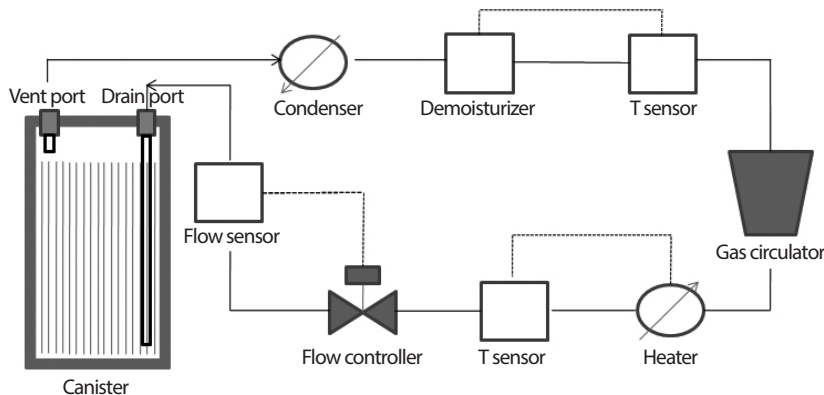 Vent port
Drain port
Condenser
Demoisturizer
T sensor
Flow sensor
Gas circulator
Flow controller
T sensor
Heater
Canister